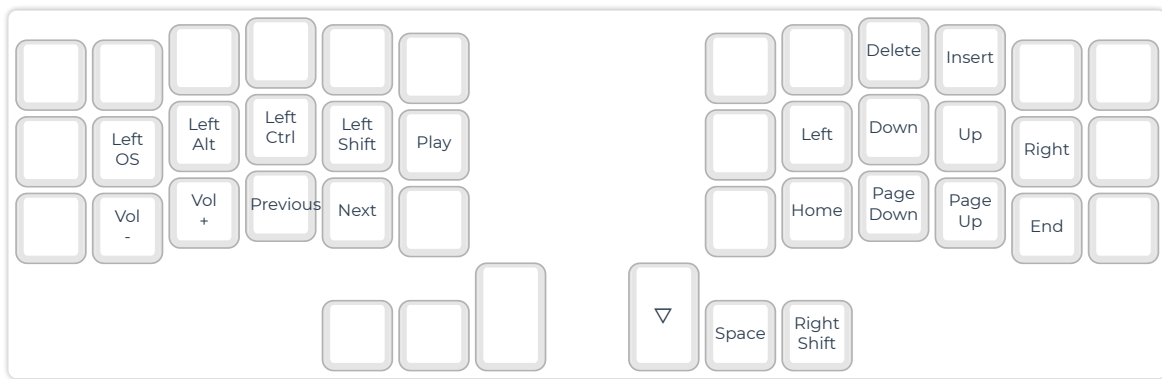 Delete
Insert
Left
OS
Left
Alt
Left
Ctrl
Left
Shift
Play
Left
Down
Up
Right
Vol
-
Vol
+
Previous
Next
Home
Page
Down
Page
Up
End
▽
Space
Right
Shift